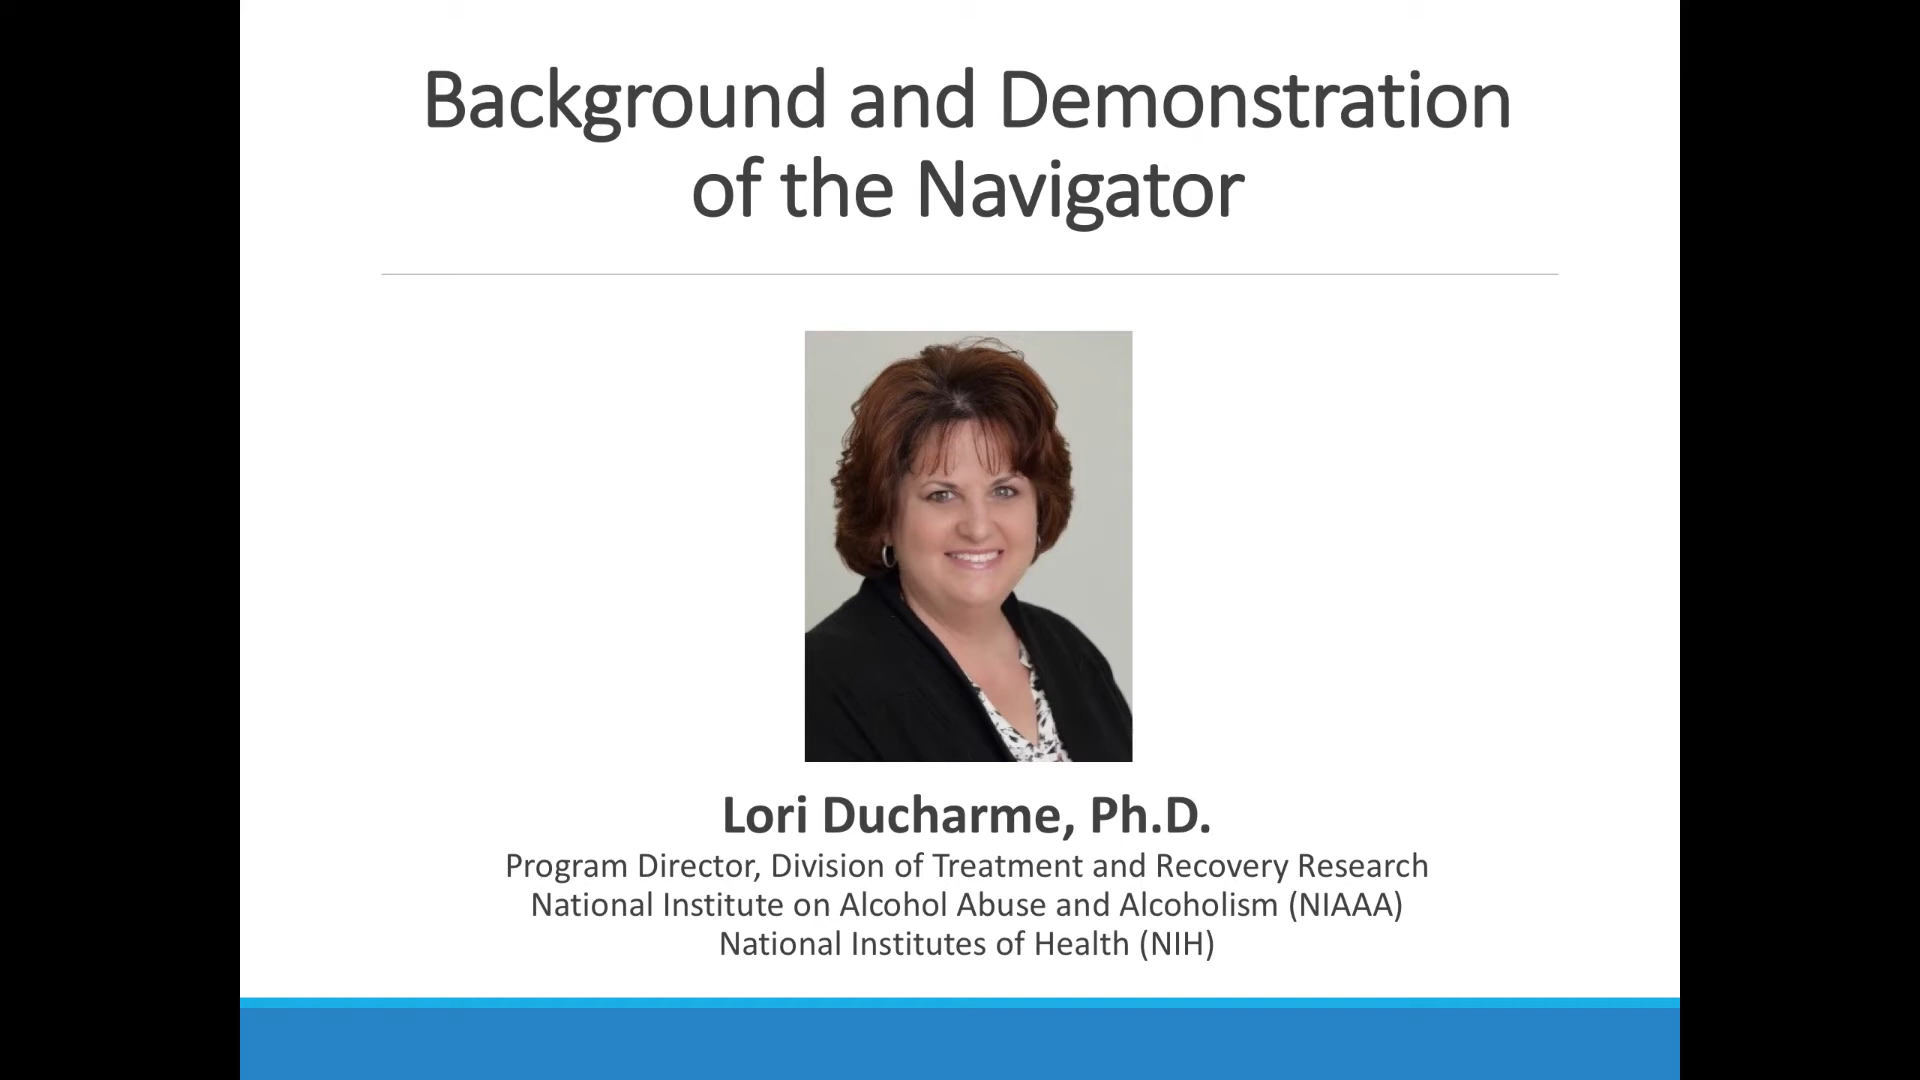 Background and Demonstration
of the Navigator
Lori Ducharme, Ph.D.
Program Director, Division of Treatment and Recovery Research
National Institute on Alcohol Abuse and Alcoholism (NIAAA)
National Institutes of Health (NIH)